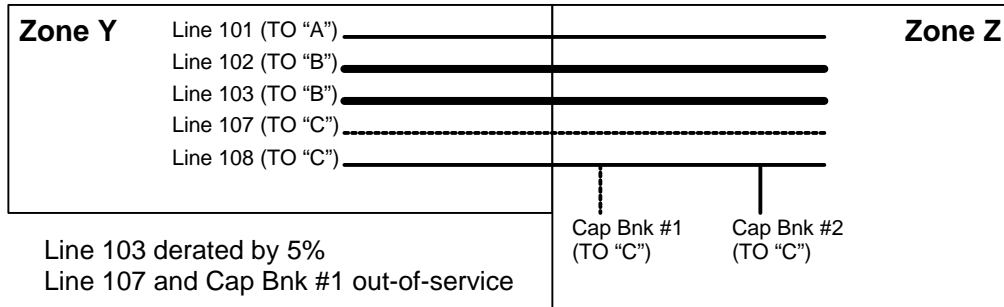 Zone Y
Zone Z
Line 101 (TO “A”)
Line 102 (TO “B”)
Line 103 (TO “B”)
Line 107 (TO “C”)
Line 108 (TO “C”)
Cap Bnk #1
(TO “C”)
Cap Bnk #2
(TO “C”)
Line 103 derated by 5%
Line 107 and Cap Bnk #1 out-of-service